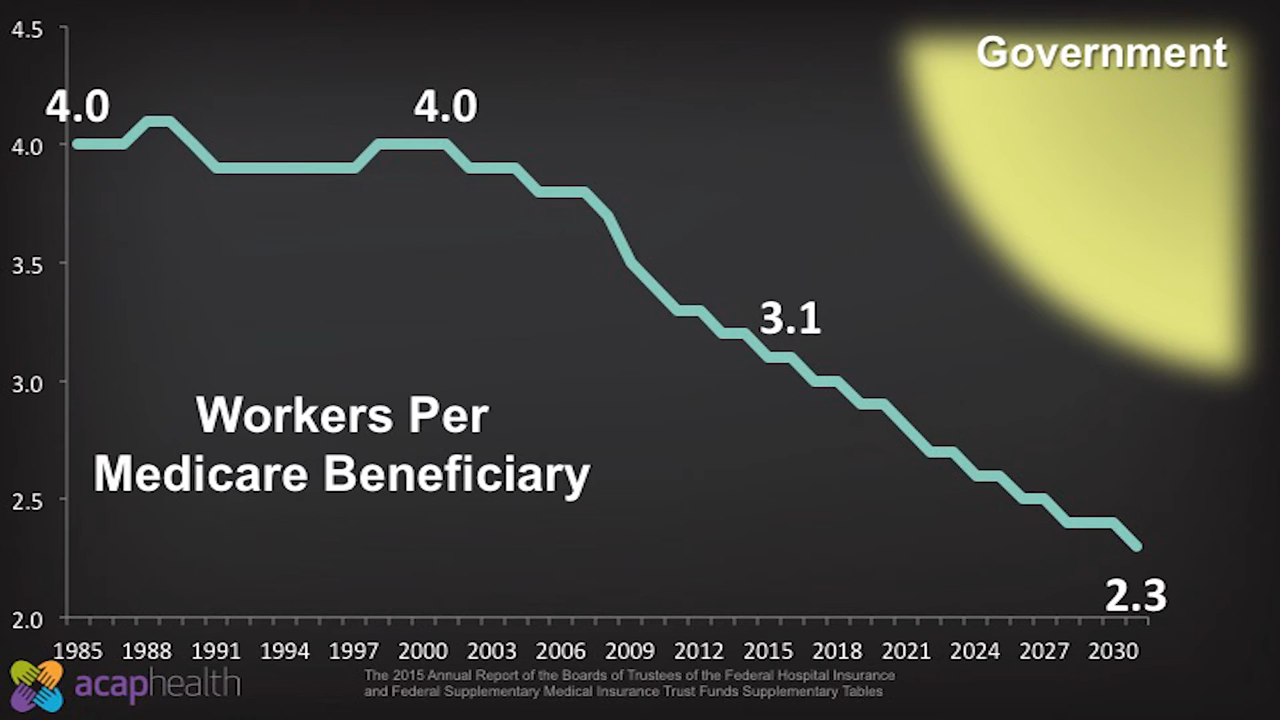 Government
4.5
4.0
3.5
3.0
2.5
2.0
4.0
4.0
3.1
2.3
Workers Per
Medicare Beneficiary
1985 1988 1991 1994 1997 2000 2003 2006 2009 2012 2015 2018 2021 2024 2027 2030
acaphealth
The 2015 Annual Report of the Boards of Trustees of the Federal Hospital Insurance
and Federal Supplementary Medical Insurance Trust Funds Supplementary Tables